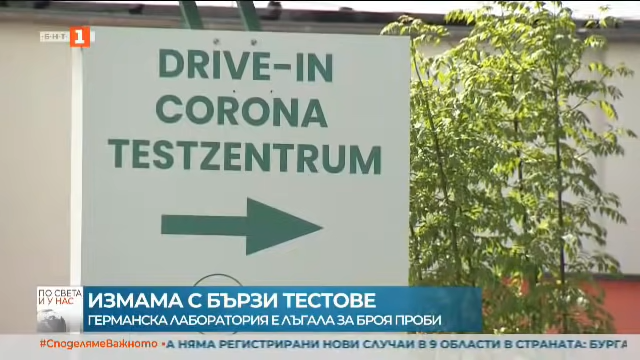 БНТ 1
DRIVE-IN
CORONA
TESTZENTRUM
ПО СВЕТА
И У НАС
ИЗМАМА С БЪРЗИ ТЕСТОВЕ
ГЕРМАНСКА ЛАБОРАТОРИЯ Е ЛЪГАЛА ЗА БРОЯ ПРОБИ
#СподелямеВажното
А НЯМА РЕГИСТРИРАНИ НОВИ СЛУЧАИ В 9 ОБЛАСТИ В СТРАНАТА: БУРГА